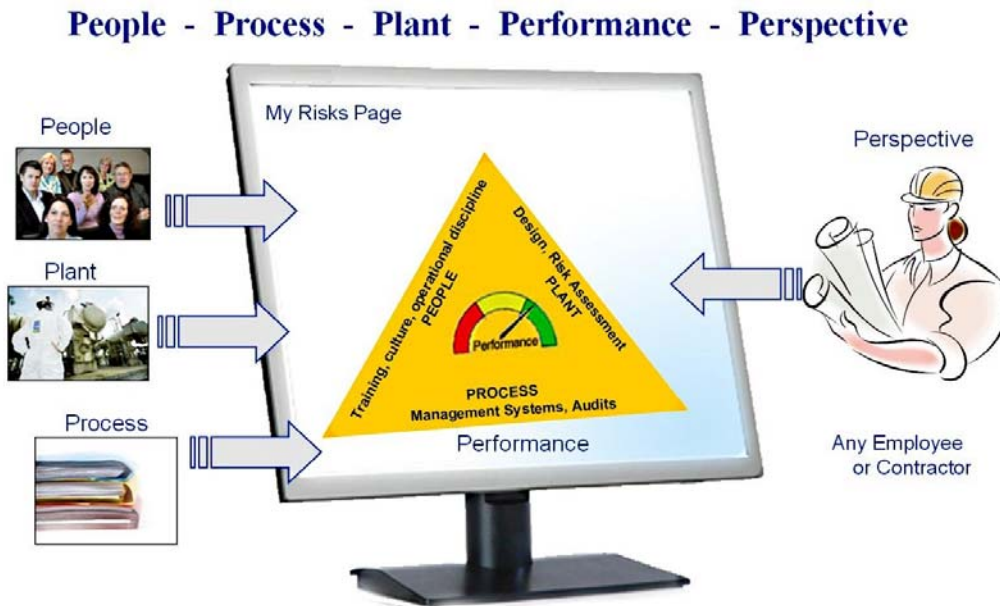 People - Process - Plant - Performance - Perspective
My Risks Page
People
Plant
Process
Training, culture, operational discipline
PEOPLE
Design, Risk Assessment
PLANT
Performance
PROCESS
Management Systems, Audits
Performance
Perspective
Any Employee
or Contractor